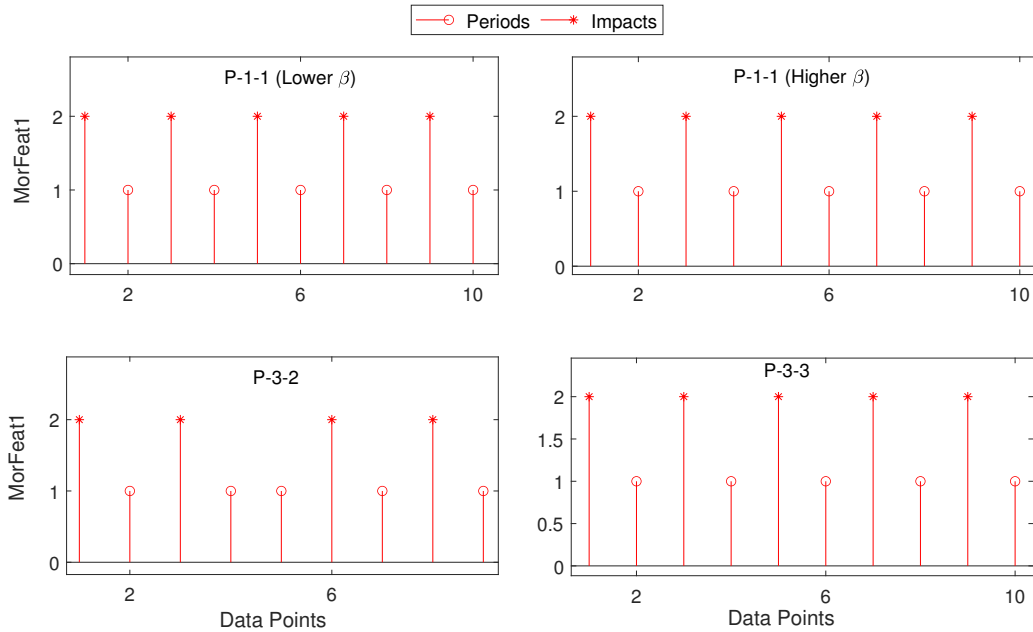 Periods Impacts
P-1-1 (Lower β)
MorFeat1
2
1
0
2 6 10
P-1-1 (Higher β)
2
1
0
2 6 10
P-3-2
MorFeat1
2
1
0
2 6
Data Points
P-3-3
2
1.5
1
0.5
0
2 6 10
Data Points